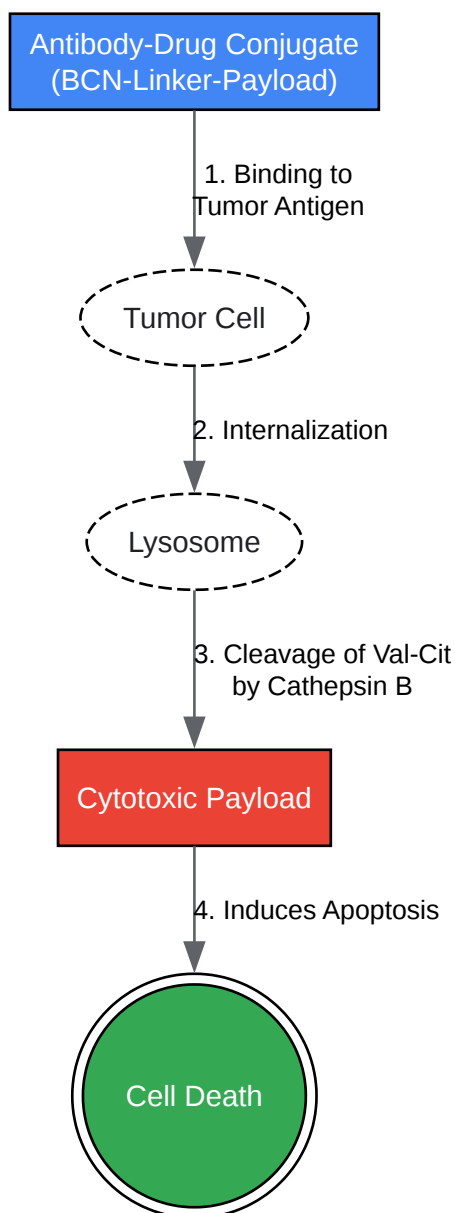 Antibody-Drug Conjugate
(BCN-Linker-Payload)
1. Binding to
Tumor Antigen
Tumor Cell
2. Internalization
Lysosome
3. Cleavage of Val-Cit
by Cathepsin B
Cytotoxic Payload
4. Induces Apoptosis
Cell Death